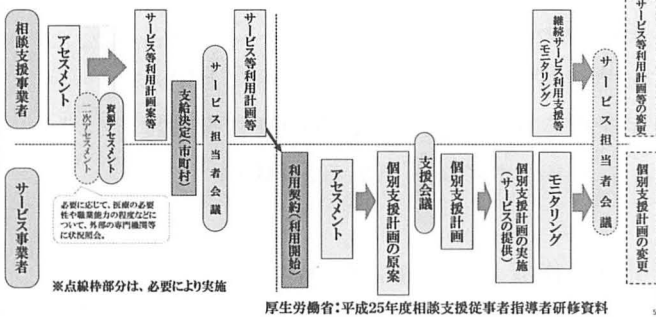 相談支援事業者
アセスメント
二次アセスメント
資源アセスメント
サービス等利用計画案等
支給決定(市町村)
サービス担当者会議
サービス等利用計画等
継続サービス利用支援等
(モニタリング)
サービス担当者会議
サービス等利用計画等の変更
サービス事業者
必要に応じて、医療の必要
性や職業能力の程度などに
ついて、外部の専門機関等
に状況照会。
利用契約(利用開始)
アセスメント
個別支援計画の原案
支援会議
個別支援計画
個別支援計画の実施
(サービスの提供)
モニタリング
個別支援計画の変更
※点線枠部分は、必要により実施
厚生労働省:平成25年度相談支援従事者指導者研修資料